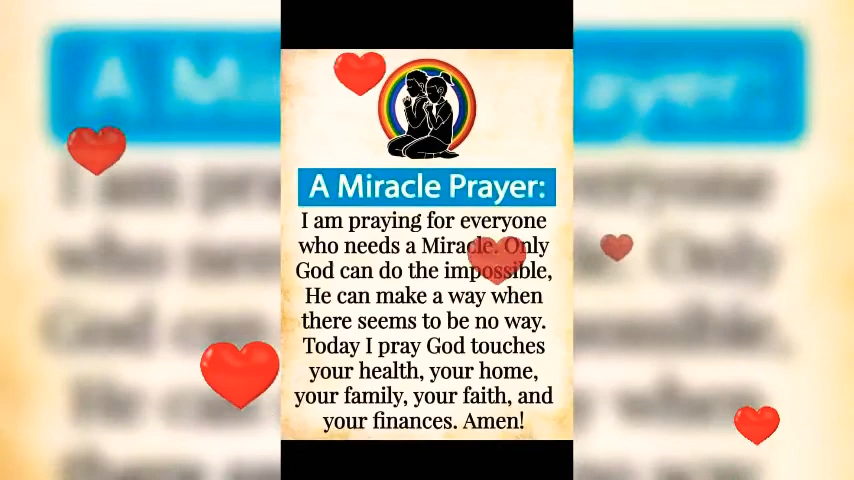 A Miracle Prayer:
I am praying for everyone
who needs a Miracle. Only
God can do the impossible,
He can make a way when
there seems to be no way.
Today I pray God touches
your health, your home,
your family, your faith, and
your finances. Amen!